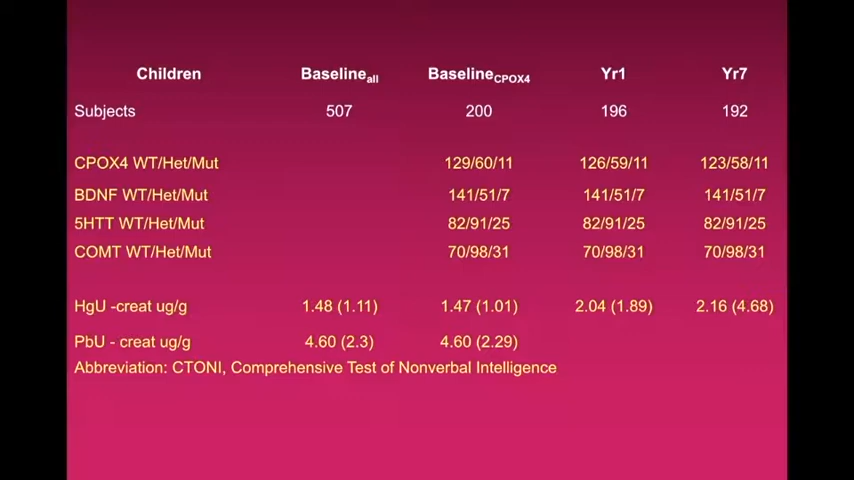 Children Baselineall BaselineCPOX4 Yr1 Yr7
Subjects 507 200 196 192
CPOX4 WT/Het/Mut 129/60/11 126/59/11 123/58/11
BDNF WT/Het/Mut 141/51/7 141/51/7 141/51/7
5HTT WT/Het/Mut 82/91/25 82/91/25 82/91/25
COMT WT/Het/Mut 70/98/31 70/98/31 70/98/31
HgU -creat ug/g 1.48 (1.11) 1.47 (1.01) 2.04 (1.89) 2.16 (4.68)
PbU - creat ug/g 4.60 (2.3) 4.60 (2.29)
Abbreviation: CTONI, Comprehensive Test of Nonverbal Intelligence